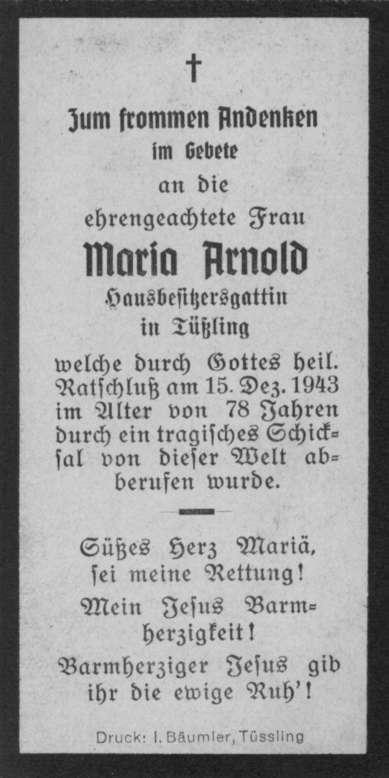 Zum frommen Andenken
im Gebete
an die
ehrengeachtete Frau
Maria Arnold
Hausbesitzersgattin
in Tüßling
welche durch Gottes heil.
Ratschluß am 15. Dez. 1943
im Alter von 78 Jahren
durch ein tragisches Schick-
sal von dieser Welt ab-
berufen wurde.
Süßes Herz Mariä,
sei meine Rettung!
Mein Jesus Barm-
herzigkeit!
Barmherziger Jesus gib
ihr die ewige Ruh'!
Druck: I. Bäumler, Tüssling